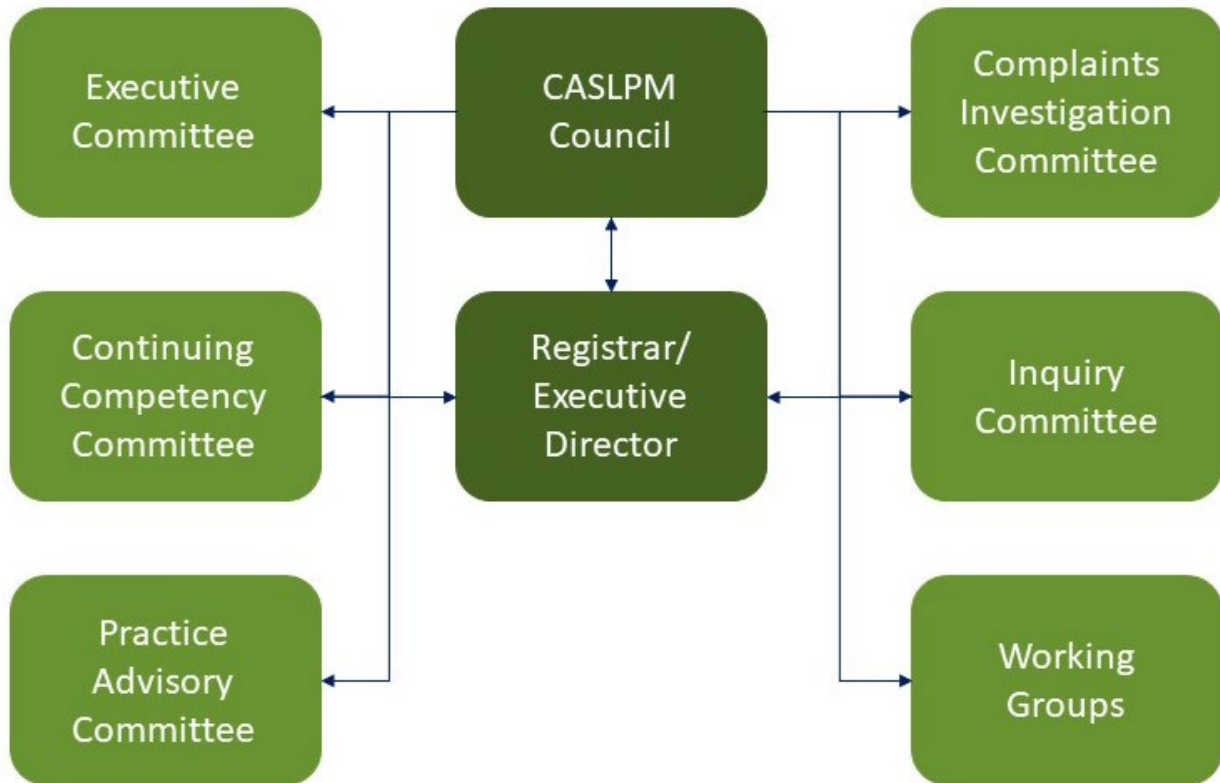 Executive
Committee
CASLPM
Council
Complaints
Investigation
Committee
Continuing
Competency
Committee
Registrar/
Executive
Director
Inquiry
Committee
Practice
Advisory
Committee
Working
Groups